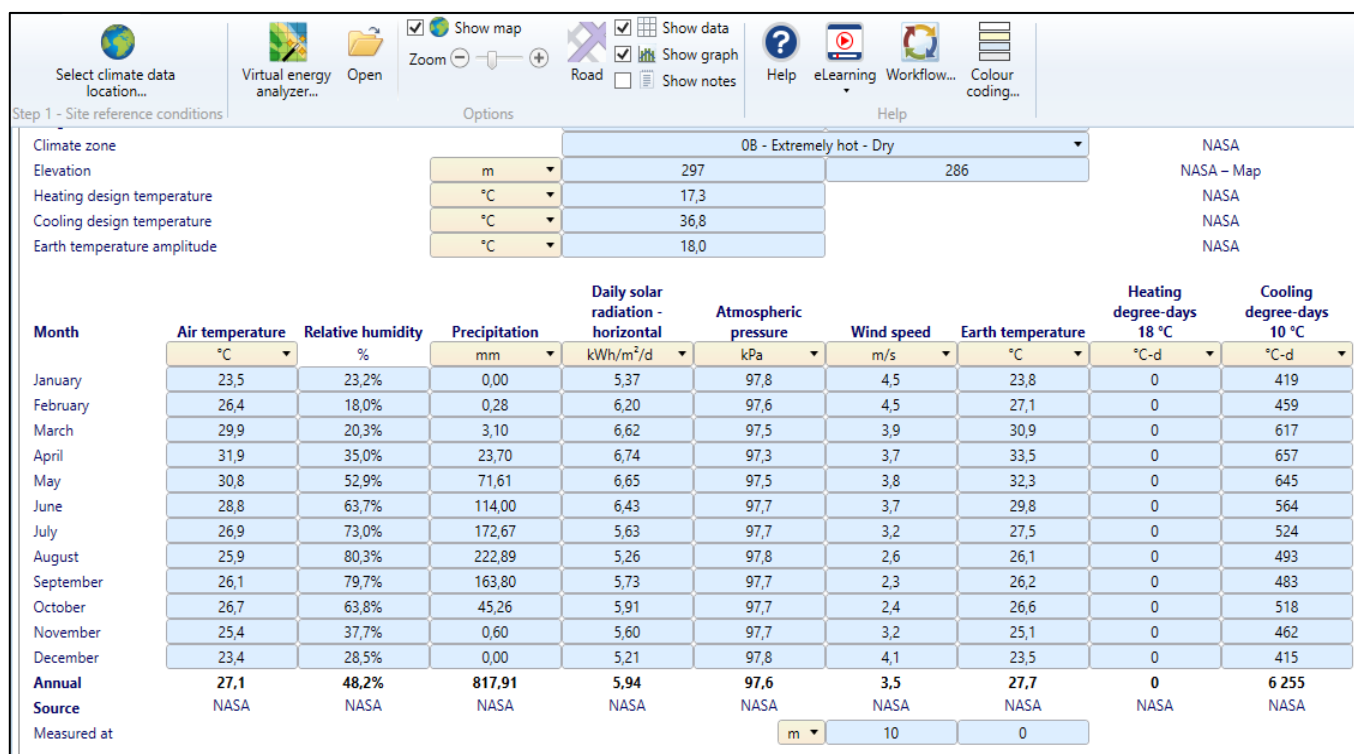 Show map
Show data
Zoom
Show graph
Show notes
Select climate data
location...
Virtual energy
analyzer...
Open
Road
Help
eLearning
Workflow...
Colour
coding...
Step 1 - Site reference conditions
Options
Help
Climate zone 0B - Extremely hot - Dry NASA
Elevation m 297 286 NASA – Map
Heating design temperature °C 17,3 NASA
Cooling design temperature °C 36,8 NASA
Earth temperature amplitude °C 18,0 NASA
Month
Air temperature
Relative humidity
Precipitation
Daily solar
radiation -
horizontal
Atmospheric
pressure
Wind speed
Earth temperature
Heating
degree-days
18 °C
Cooling
degree-days
10 °C
°C % mm kWh/m²/d kPa m/s °C °C-d °C-d
January 23,5 23,2% 0,00 5,37 97,8 4,5 23,8 0 419
February 26,4 18,0% 0,28 6,20 97,6 4,5 27,1 0 459
March 29,9 20,3% 3,10 6,62 97,5 3,9 30,9 0 617
April 31,9 35,0% 23,70 6,74 97,3 3,7 33,5 0 657
May 30,8 52,9% 71,61 6,65 97,5 3,8 32,3 0 645
June 28,8 63,7% 114,00 6,43 97,7 3,7 29,8 0 564
July 26,9 73,0% 172,67 5,63 97,7 3,2 27,5 0 524
August 25,9 80,3% 222,89 5,26 97,8 2,6 26,1 0 493
September 26,1 79,7% 163,80 5,73 97,7 2,3 26,2 0 483
October 26,7 63,8% 45,26 5,91 97,7 2,4 26,6 0 518
November 25,4 37,7% 0,60 5,60 97,7 3,2 25,1 0 462
December 23,4 28,5% 0,00 5,21 97,8 4,1 23,5 0 415
Annual 27,1 48,2% 817,91 5,94 97,6 3,5 27,7 0 6 255
Source NASA NASA NASA NASA NASA NASA NASA NASA NASA
Measured at m 10 0